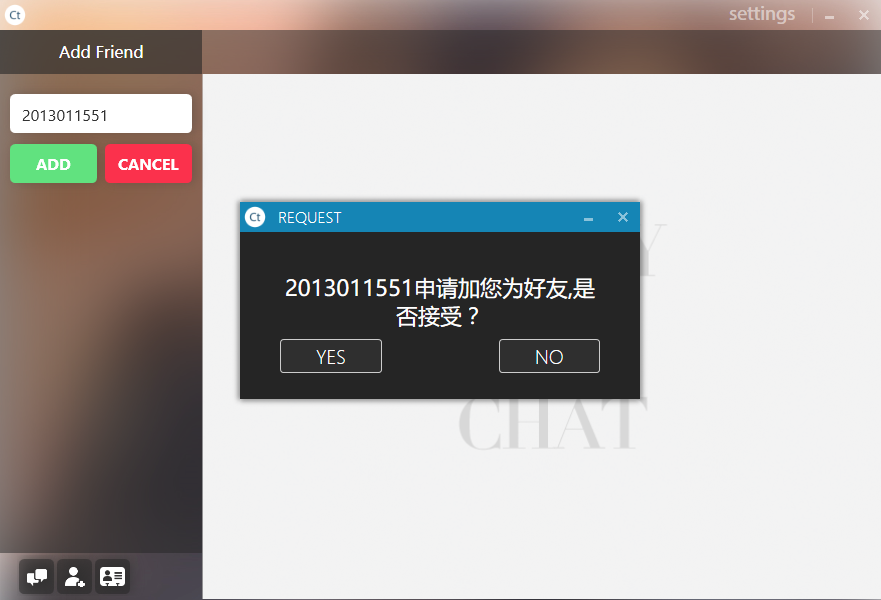 Ct
settings
Add Friend
2013011551
ADD
CANCEL
Ct
REQUEST
2013011551申请加您为好友,是
否接受？
YES
NO
Y
CHAT